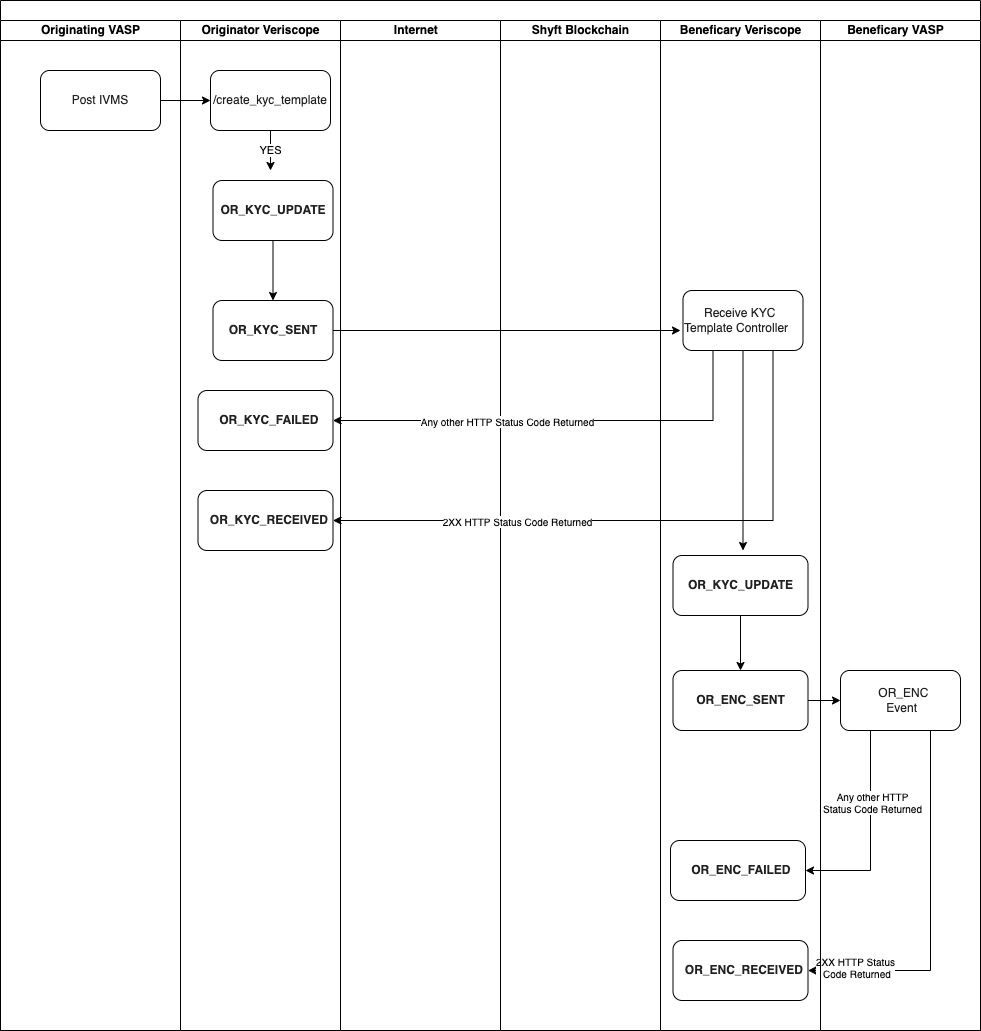 Originating VASP
Originator Veriscope
Internet
Shyft Blockchain
Beneficary Veriscope
Beneficary VASP
Post IVMS
/create_kyc_template
YES
OR_KYC_UPDATE
OR_KYC_SENT
Receive KYC
Template Controller
OR_KYC_FAILED
Any other HTTP Status Code Returned
OR_KYC_RECEIVED
2XX HTTP Status Code Returned
OR_KYC_UPDATE
OR_ENC_SENT
OR_ENC
Event
Any other HTTP
Status Code Returned
OR_ENC_FAILED
OR_ENC_RECEIVED
2XX HTTP Status
Code Returned